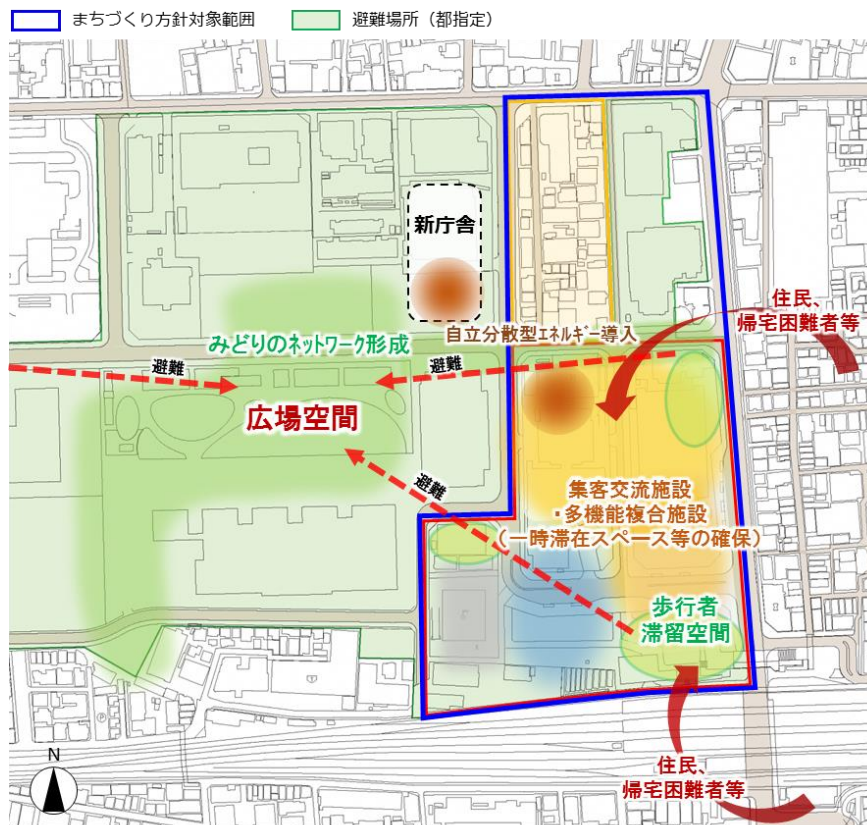 まちづくり方針対象範囲
避難場所（都指定）
新庁舎
住民、
帰宅困難者等
自立分散型エネルギー導入
みどりのネットワーク形成
避難
避難
広場空間
避難
集客交流施設
・多機能複合施設
（一時滞在スペース等の確保）
歩行者
滞留空間
N
住民、
帰宅困難者等